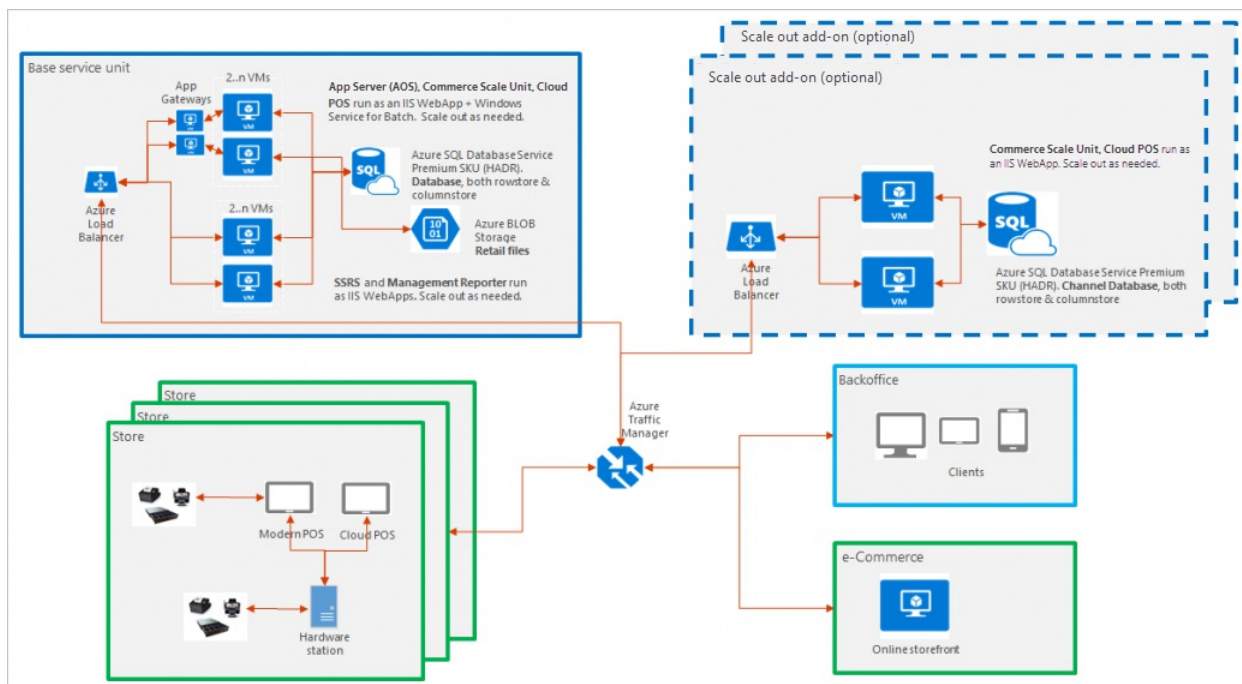 Base service unit
App
Gateways
VM
VM
2..n VMs
VM
VM
App Server (AOS), Commerce Scale Unit, Cloud
POS run as an IIS WebApp + Windows
Service for Batch. Scale out as needed.
SQL
Azure SQL Database Service
Premium SKU (HADR).
Database, both rowstore &
columnstore
Azure
Load
Balancer
2..n VMs
VM
VM
10
01
Azure BLOB
Storage
Retail files
SSRS and Management Reporter run
as IIS WebApps. Scale out as needed.
Scale out add-on (optional)
Scale out add-on (optional)
Commerce Scale Unit, Cloud POS run as
an IIS WebApp. Scale out as needed.
VM
VM
SQL
Azure
Load
Balancer
Azure SQL Database Service Premium
SKU (HADR). Channel Database, both
rowstore & columnstore
Store
Store
Store
Modern POS
Cloud POS
Hardware
station
Azure
Traffic
Manager
Backoffice
Clients
e-Commerce
Online storefront